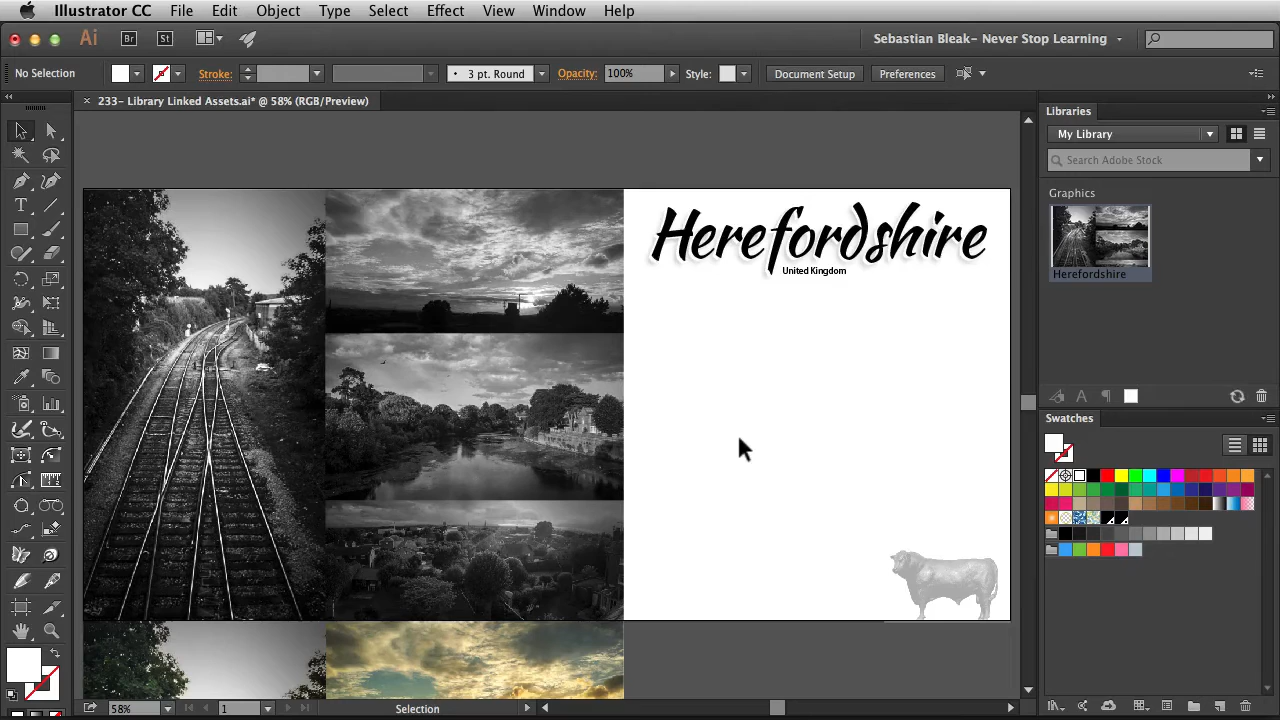 Illustrator CC File Edit Object Type Select Effect View Window Help
Ai Br St Sebastian Bleak- Never Stop Learning
No Selection Stroke: 3 pt. Round Opacity: 100% Style: Document Setup Preferences
× 233- Library Linked Assets.ai* @ 58% (RGB/Preview)
Libraries
My Library
Search Adobe Stock
Graphics
Herefordshire
Herefordshire
United Kingdom
Swatches
58% 1 Selection